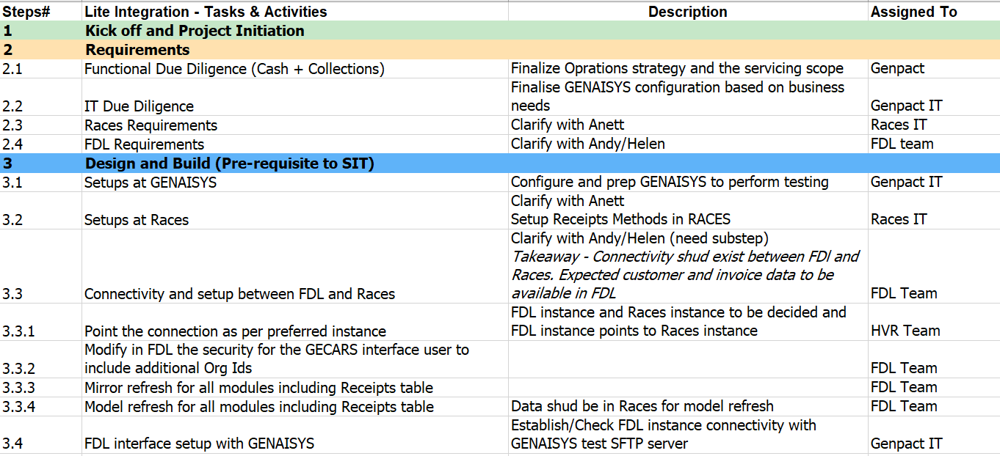 Steps# Lite Integration - Tasks & Activities Description Assigned To
1 Kick off and Project Initiation
2 Requirements
2.1 Functional Due Diligence (Cash + Collections) Finalize Oprations strategy and the servicing scope Genpact
Finalise GENAISYS configuration based on business
2.2 IT Due Diligence needs Genpact IT
2.3 Races Requirements Clarify with Anett Races IT
2.4 FDL Requirements Clarify with Andy/Helen FDL team
3 Design and Build (Pre-requisite to SIT)
3.1 Setups at GENAISYS Configure and prep GENAISYS to perform testing Genpact IT
Clarify with Anett
3.2 Setups at Races Setup Receipts Methods in RACES Races IT
Clarify with Andy/Helen (need substep)
Takeaway - Connectivity shud exist between FDl and
Races. Expected customer and invoice data to be
3.3 Connectivity and setup between FDL and Races available in FDL FDL Team
FDL instance and Races instance to be decided and
3.3.1 Point the connection as per preferred instance FDL instance points to Races instance HVR Team
Modify in FDL the security for the GECARS interface user to
3.3.2 include additional Org Ids FDL Team
3.3.3 Mirror refresh for all modules including Receipts table FDL Team
3.3.4 Model refresh for all modules including Receipts table Data shud be in Races for model refresh FDL Team
Establish/Check FDL instance connectivity with
3.4 FDL interface setup with GENAISYS GENAISYS test SFTP server Genpact IT